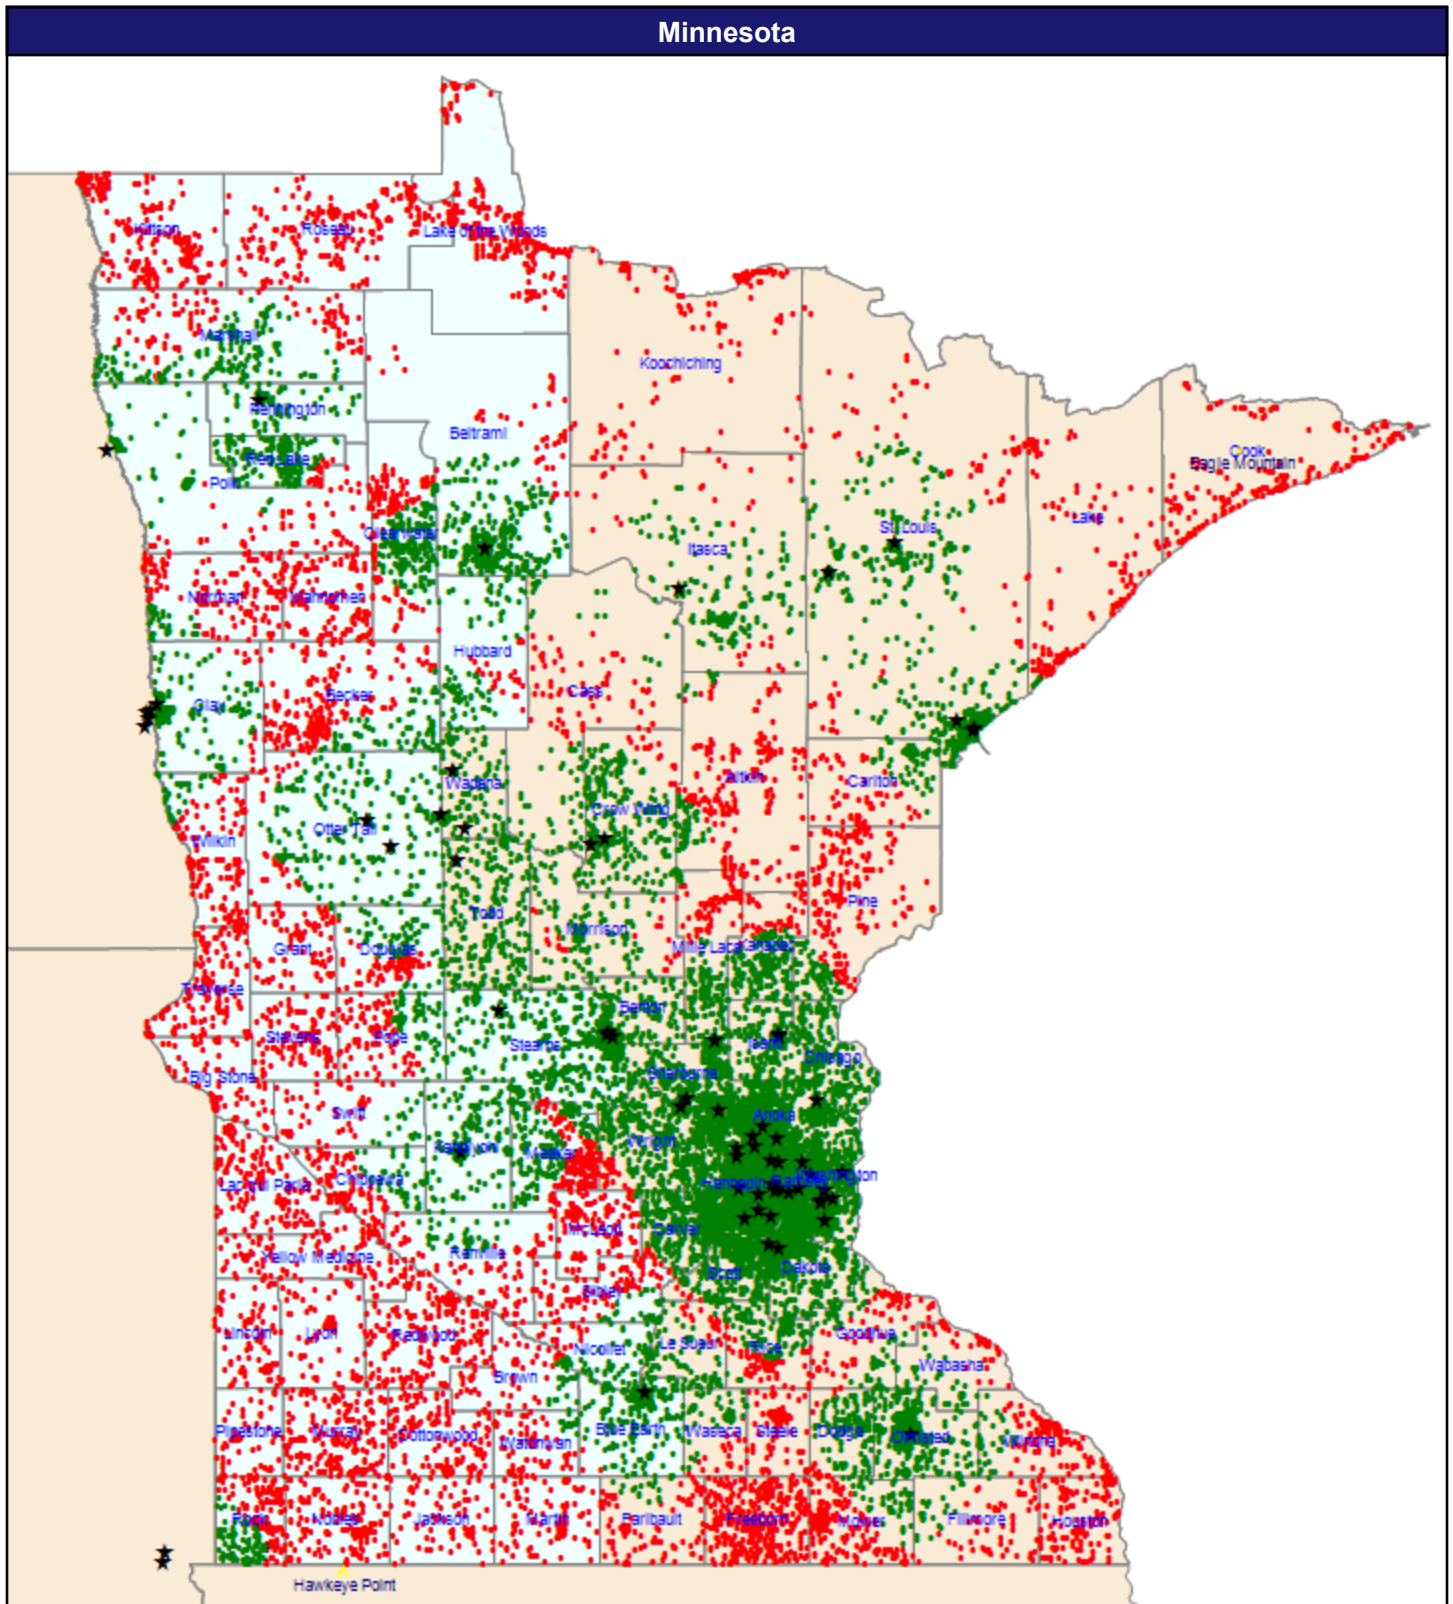 Minnesota
Kittson
Roseau
Lake of the Woods
Marshall
Koochiching
Pennington
Beltrami
Red Lake
Polk
Cook
Eagle Mountain
Clearwater
St. Louis
Lake
Itasca
Norman
Mahnomen
Hubbard
Cass
Becker
Clay
Aitkin
Carlton
Wadena
Crow Wing
Otter Tail
Wilkin
Pine
Todd
Morrison
Grant
Douglas
Mille Lacs
Kanabec
Traverse
Benton
Stevens
Pope
Stearns
Isanti
Chisago
Big Stone
Sherburne
Swift
Anoka
Wright
Kandiyohi
Meeker
Chippewa
Lac qui Parle
Hennepin
Ramsey
Washington
McLeod
Carver
Yellow Medicine
Renville
Scott
Dakota
Sibley
Lincoln
Lyon
Redwood
Nicollet
Le Sueur
Rice
Goodhue
Wabasha
Brown
Pipestone
Murray
Cottonwood
Watonwan
Blue Earth
Waseca
Steele
Dodge
Olmsted
Winona
Rock
Nobles
Jackson
Martin
Faribault
Freeborn
Mower
Fillmore
Houston
Hawkeye Point